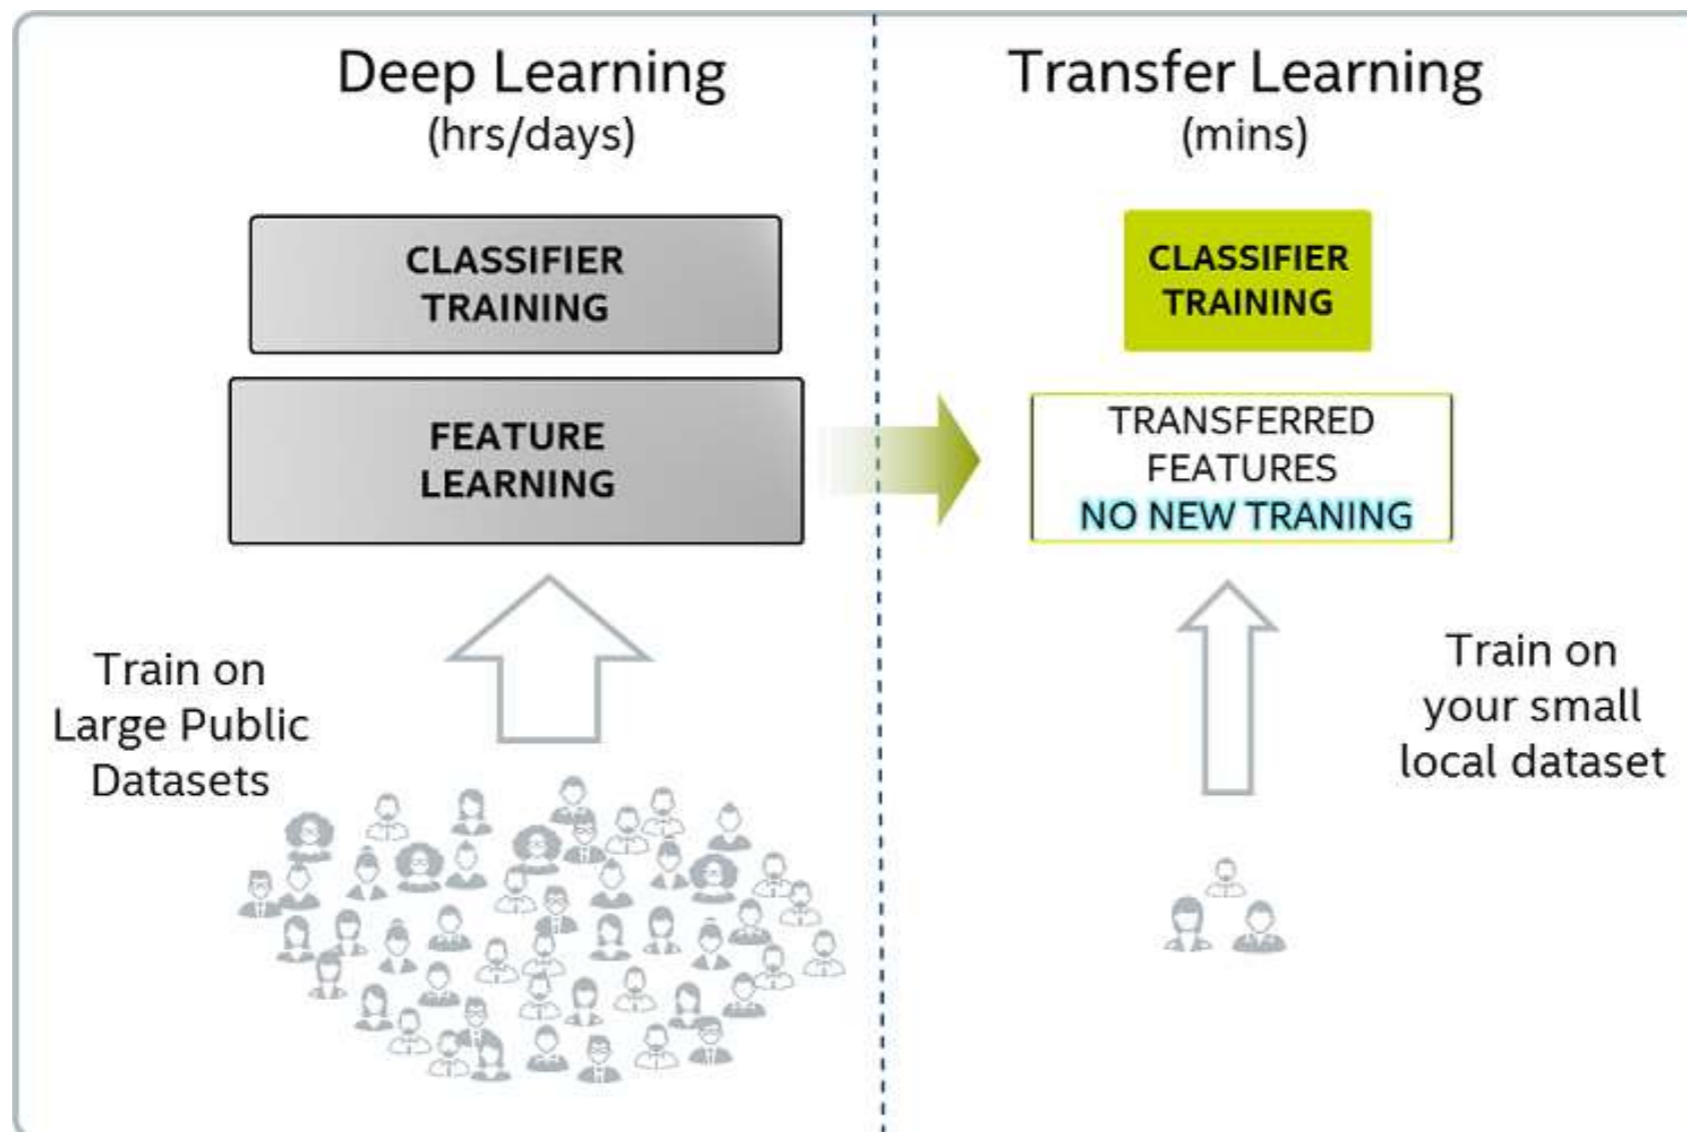 Deep Learning
(hrs/days)
CLASSIFIER
TRAINING
FEATURE
LEARNING
Train on
Large Public
Datasets
Transfer Learning
(mins)
CLASSIFIER
TRAINING
TRANSFERRED
FEATURES
NO NEW TRANING
Train on
your small
local dataset